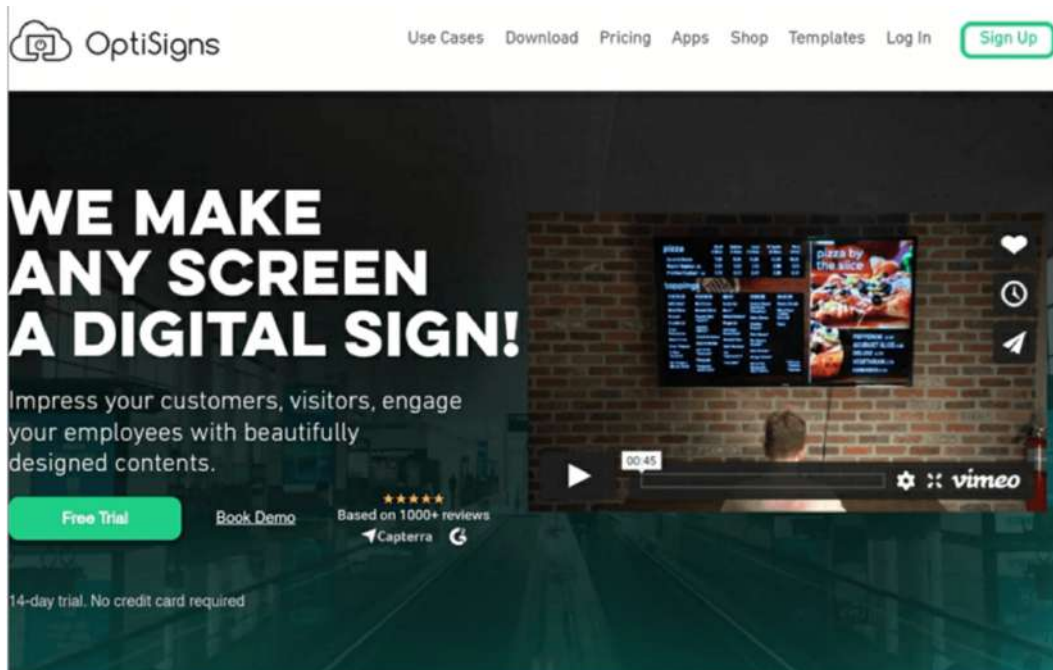 OptiSigns
Use Cases Download Pricing Apps Shop Templates Log In Sign Up
WE MAKE
ANY SCREEN
A DIGITAL SIGN!
Impress your customers, visitors, engage
your employees with beautifully
designed contents.
Free Trial Book Demo
Based on 1000+ reviews
Capterra
14-day trial. No credit card required
pizza
pizza by
the slice
toppings
00:45
vimeo